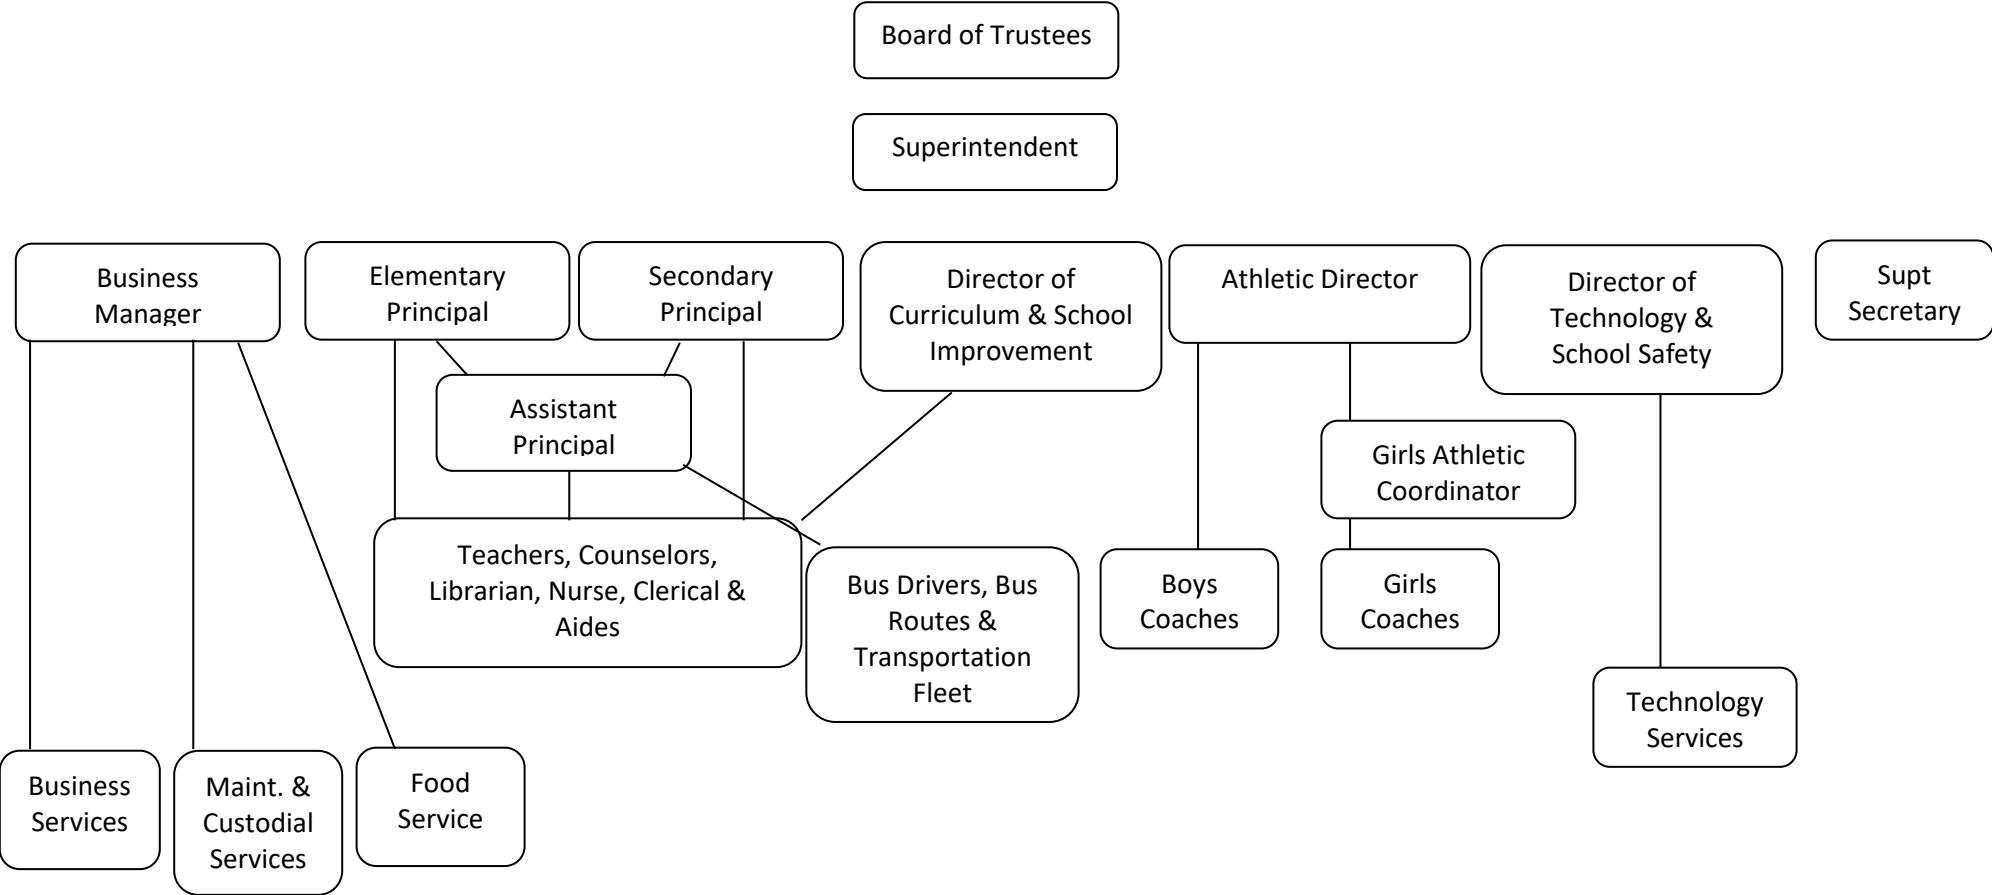 Board of Trustees
Superintendent
Business
Manager
Elementary
Principal
Secondary
Principal
Director of
Curriculum & School
Improvement
Athletic Director
Director of
Technology &
School Safety
Supt
Secretary
Assistant
Principal
Girls Athletic
Coordinator
Teachers, Counselors,
Librarian, Nurse, Clerical &
Aides
Bus Drivers, Bus
Routes &
Transportation
Fleet
Boys
Coaches
Girls
Coaches
Technology
Services
Business
Services
Maint. &
Custodial
Services
Food
Service